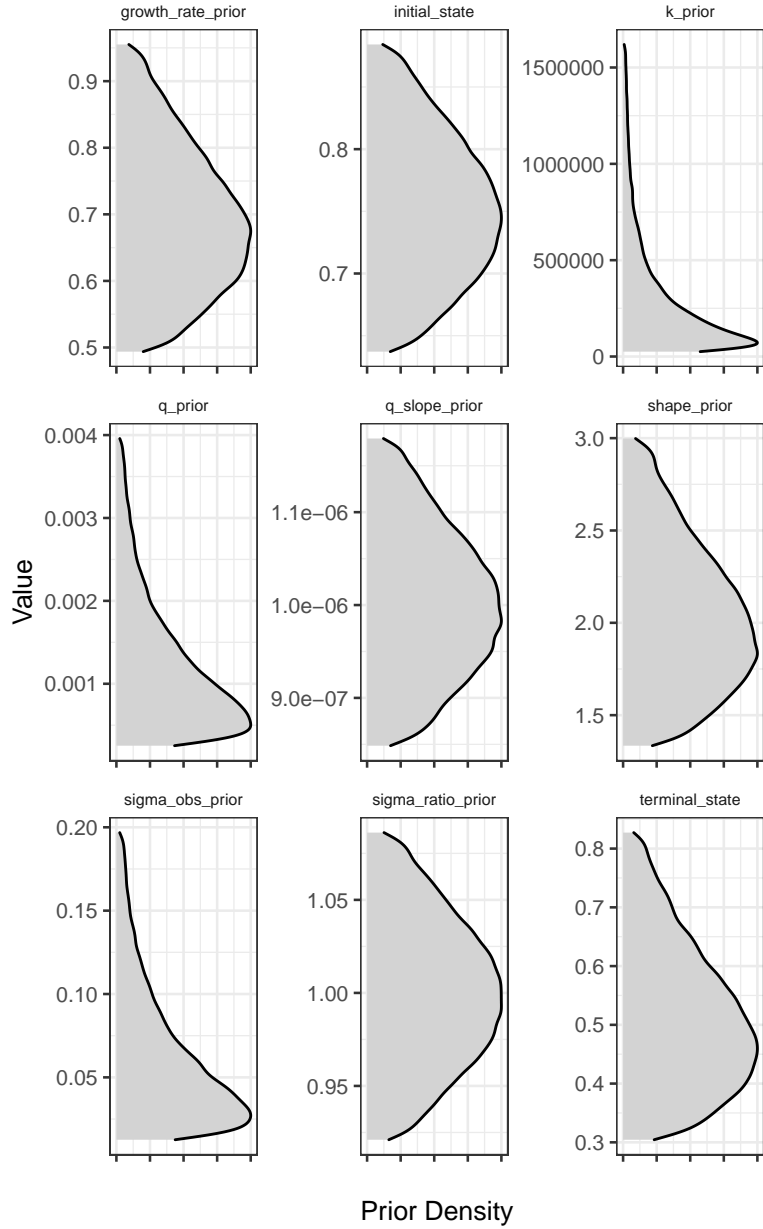 growth_rate_prior
initial_state
k_prior
0.9
0.8
0.7
0.6
0.5
0.8
0.7
1500000
1000000
500000
0
q_prior
q_slope_prior
shape_prior
0.004
0.003
0.002
0.001
1.1e-06
1.0e-06
9.0e-07
3.0
2.5
2.0
1.5
Value
sigma_obs_prior
sigma_ratio_prior
terminal_state
0.20
0.15
0.10
0.05
1.05
1.00
0.95
0.8
0.7
0.6
0.5
0.4
0.3
Prior Density